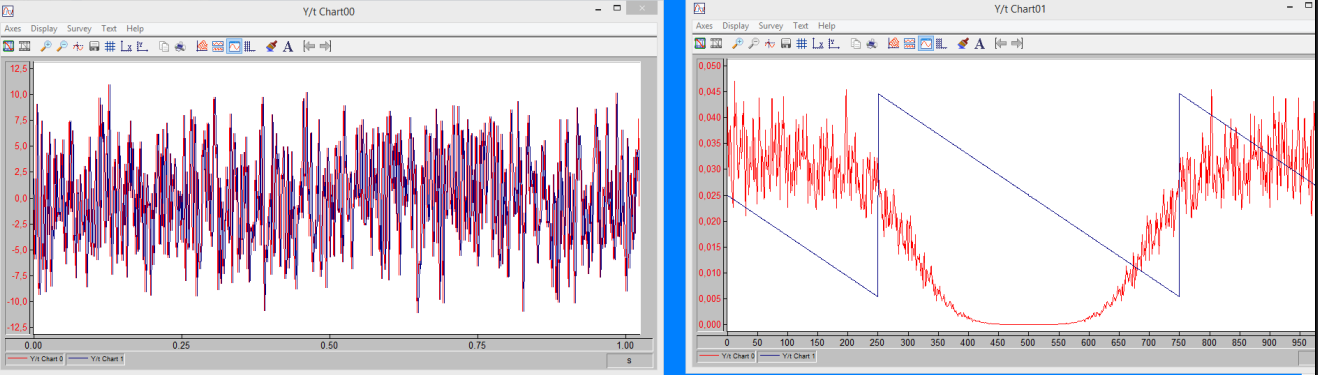 Y/t Chart00
Axes Display Survey Text Help
A
12,5
10,0
7,5
5,0
2,5
0,0
-2,5
-5,0
-7,5
-10,0
-12,5
0.00 0.25 0.50 0.75 1.00
Y/t Chart 0 Y/t Chart 1 s
Y/t Chart01
Axes Display Survey Text Help
A
0,050
0,045
0,040
0,035
0,030
0,025
0,020
0,015
0,010
0,005
0,000
0 50 100 150 200 250 300 350 400 450 500 550 600 650 700 750 800 850 900 950
Y/t Chart 0 Y/t Chart 1